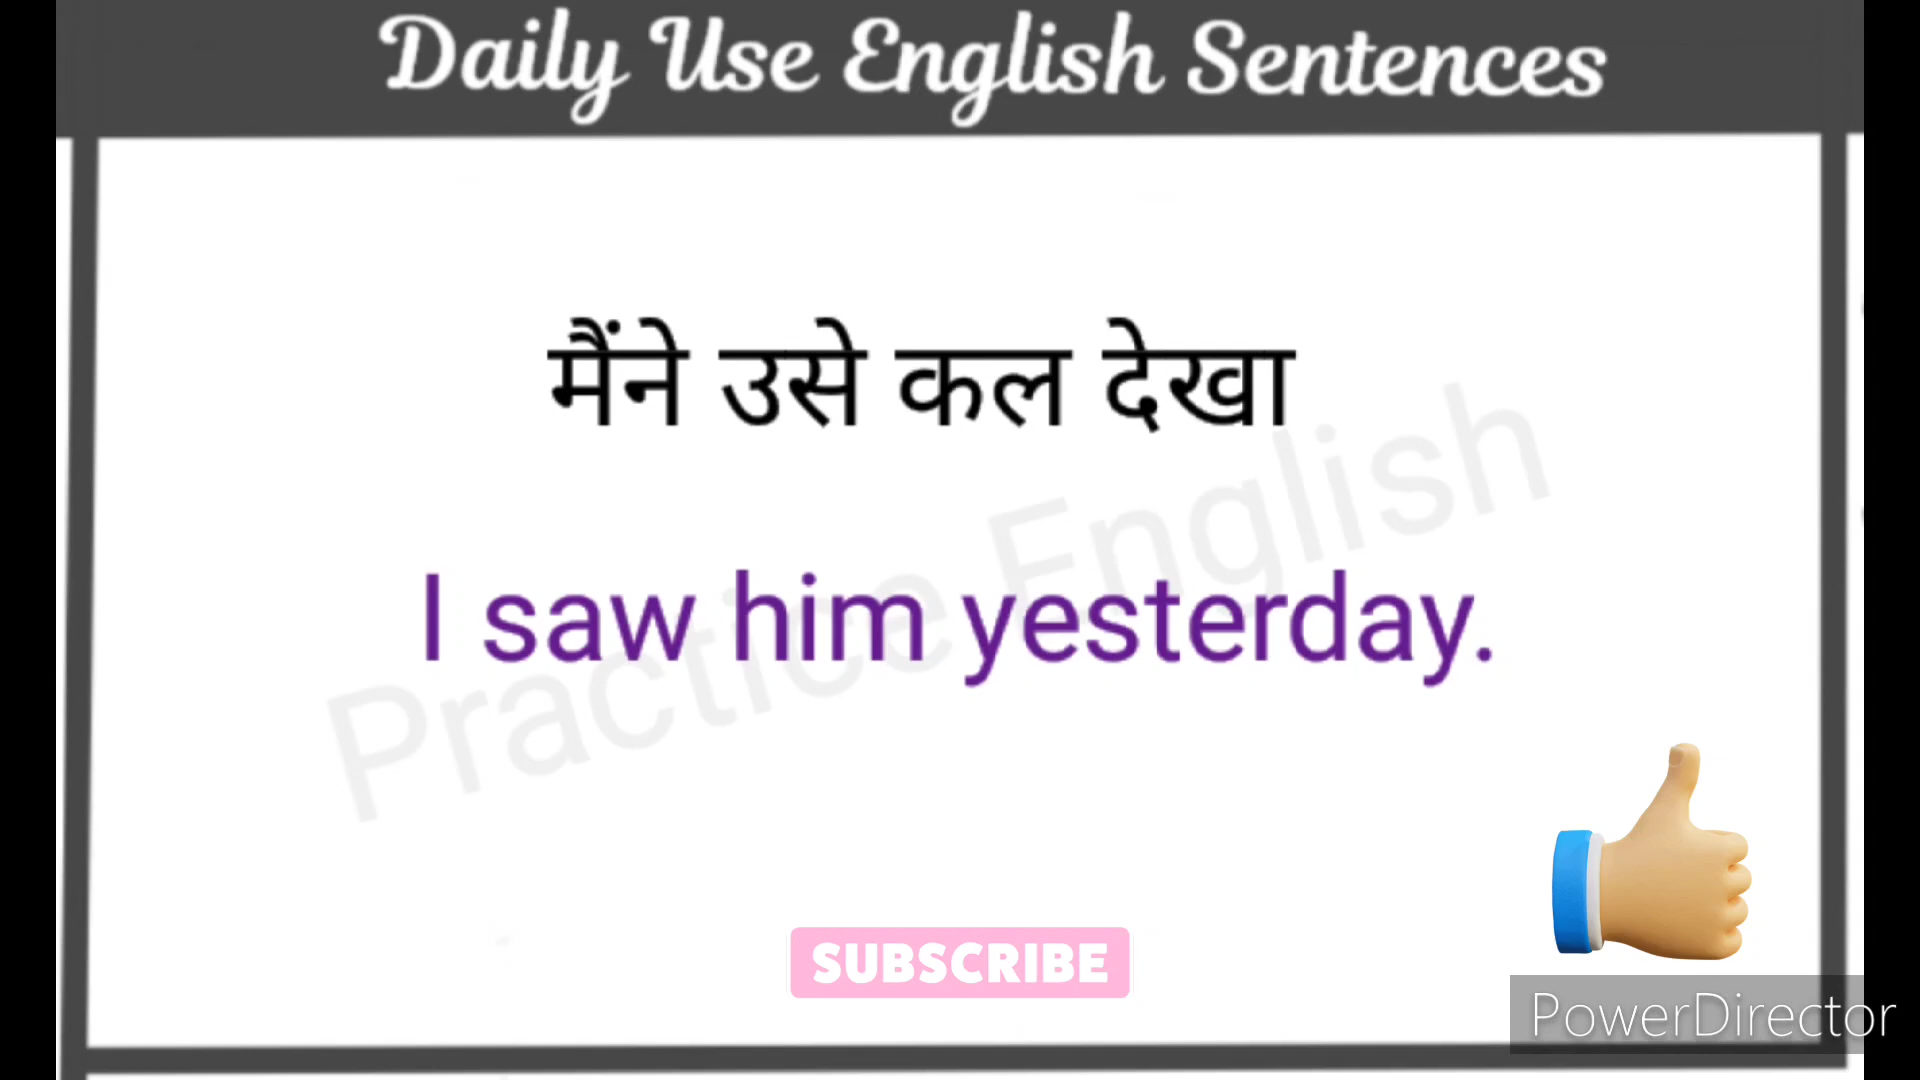 Daily Use English Sentences
मैंने उसे कल देखा
I saw him yesterday.
Practice English
SUBSCRIBE
PowerDirector